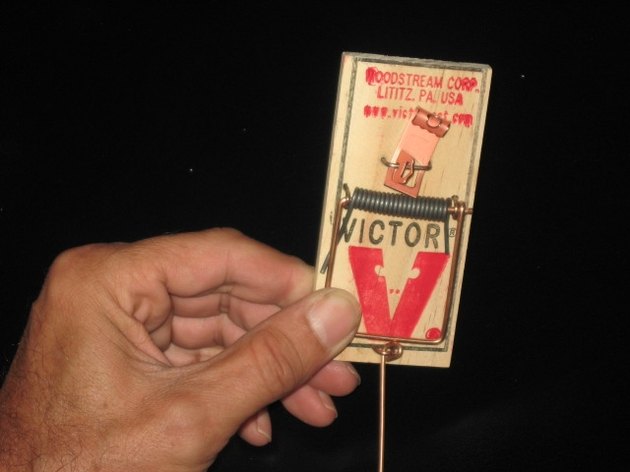 WOODSTREAM CORP.
LITITZ, PA. USA
VICTOR®
V